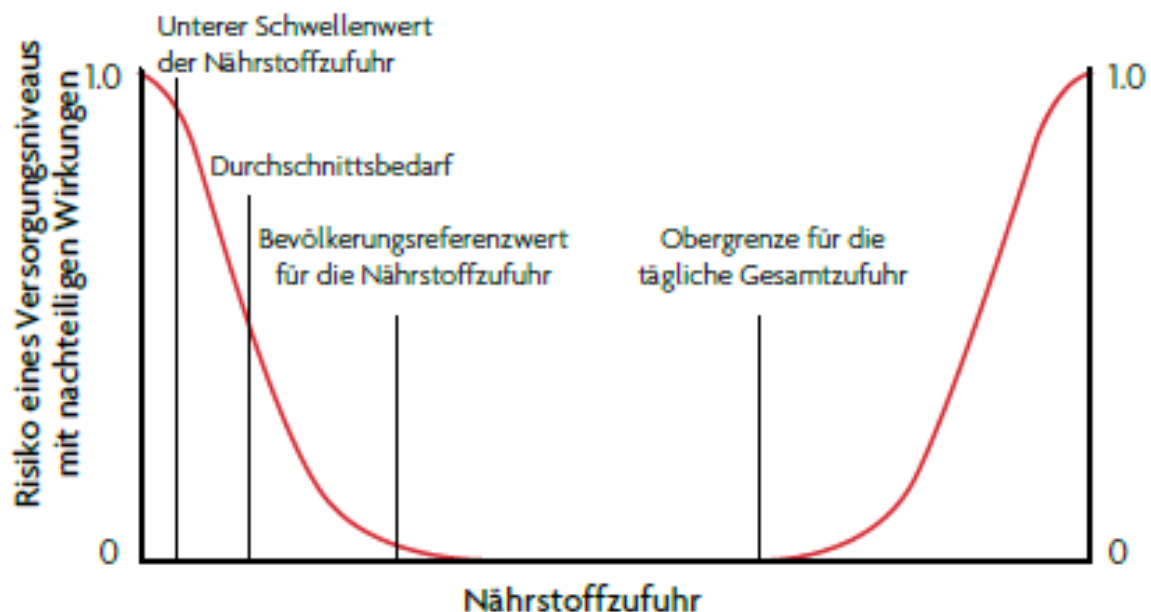 Unterer Schwellenwert
der Nährstoffzufuhr
Risiko eines Versorgungsniveaus
mit nachteiligen Wirkungen
1.0
1.0
Durchschnittsbedarf
Bevölkerungsreferenzwert
für die Nährstoffzufuhr
Obergrenze für die
tägliche Gesamtzufuhr
0
0
Nährstoffzufuhr